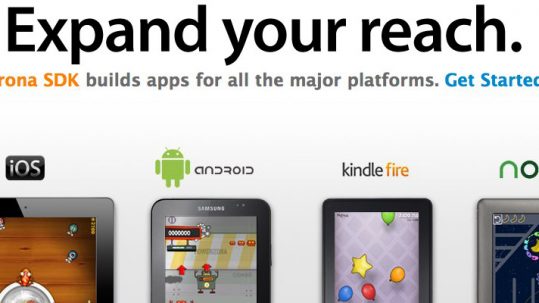 Expand your reach.
rona SDK builds apps for all the major platforms. Get Started
iOS
android
kindle fire
no
SAMSUNG